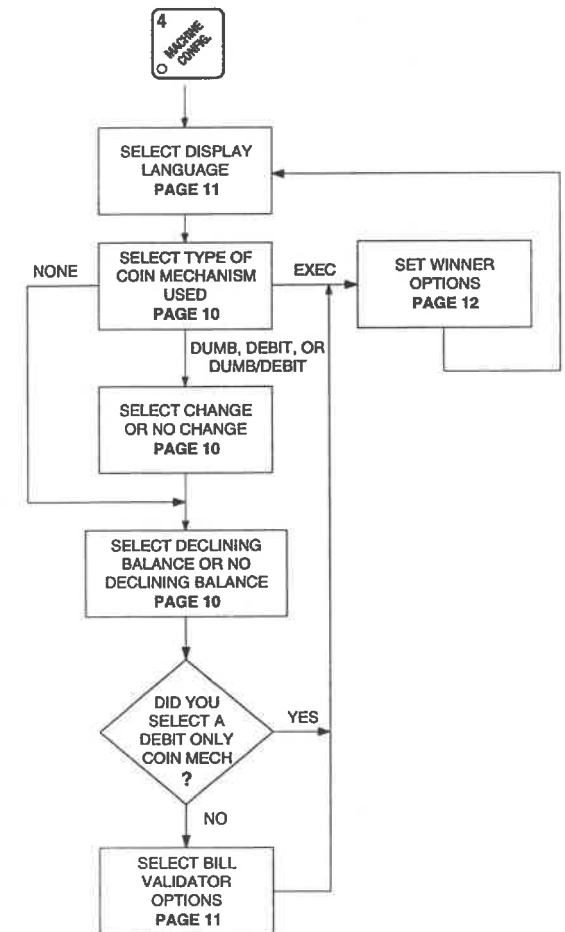 4
MACHINE
CONFIG.
SELECT DISPLAY
LANGUAGE
PAGE 11
NONE
SELECT TYPE OF
COIN MECHANISM
USED
PAGE 10
EXEC
SET WINNER
OPTIONS
PAGE 12
DUMB, DEBIT, OR
DUMB/DEBIT
SELECT CHANGE
OR NO CHANGE
PAGE 10
SELECT DECLINING
BALANCE OR NO
DECLINING BALANCE
PAGE 10
DID YOU
SELECT A
DEBIT ONLY
COIN MECH
?
YES
NO
SELECT BILL
VALIDATOR
OPTIONS
PAGE 11